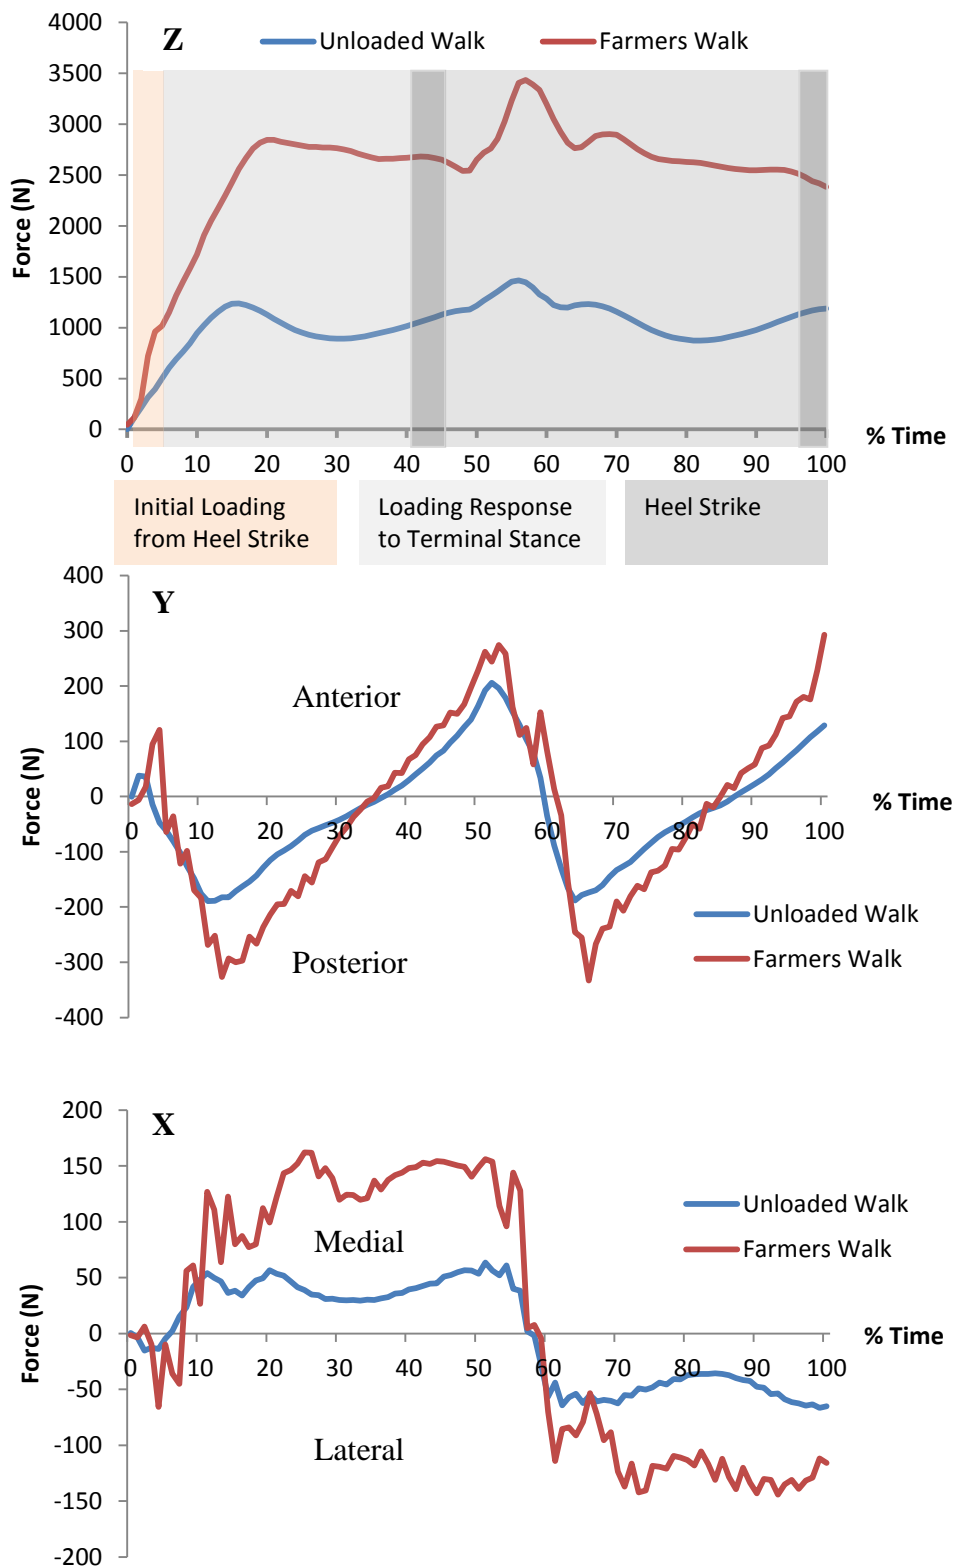 4000
Z
Unloaded Walk
Farmers Walk
3500
3000
2500
2000
1500
1000
500
0
Force (N)
% Time
0 10 20 30 40 50 60 70 80 90 100
Initial Loading
from Heel Strike
Loading Response
to Terminal Stance
Heel Strike
400
Y
300
200
100
0
-100
-200
-300
-400
Force (N)
Anterior
% Time
0 10 20 30 40 50 60 70 80 90 100
Unloaded Walk
Farmers Walk
Posterior
200
X
150
100
50
0
-50
-100
-150
-200
Force (N)
Unloaded Walk
Farmers Walk
Medial
% Time
0 10 20 30 40 50 60 70 80 90 100
Lateral